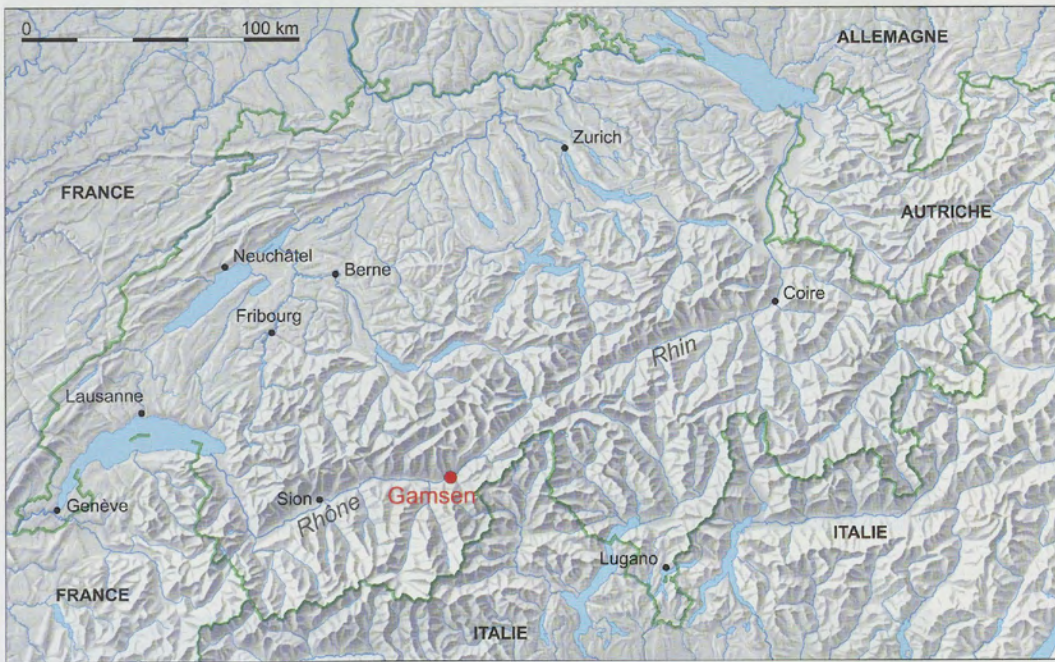 0 100 km
ALLEMAGNE
Zurich
FRANCE
AUTRICHE
Neuchâtel
Berne
Coire
Fribourg
Rhin
Lausanne
Gamsen
Sion
Rhône
Genève
ITALIE
Lugano
FRANCE
ITALIE